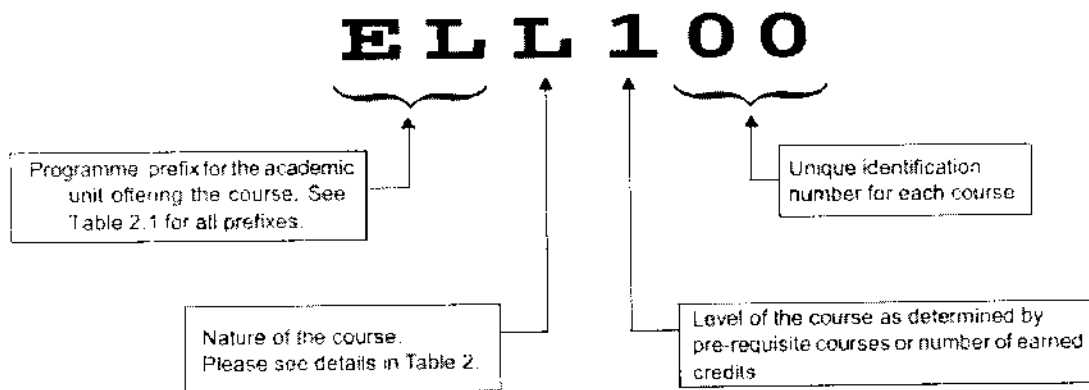 ELL100
Programme prefix for the academic
unit offering the course. See
Table 2.1 for all prefixes.
Unique identification
number for each course
Nature of the course.
Please see details in Table 2.
Level of the course as determined by
pre-requisite courses or number of earned
credits